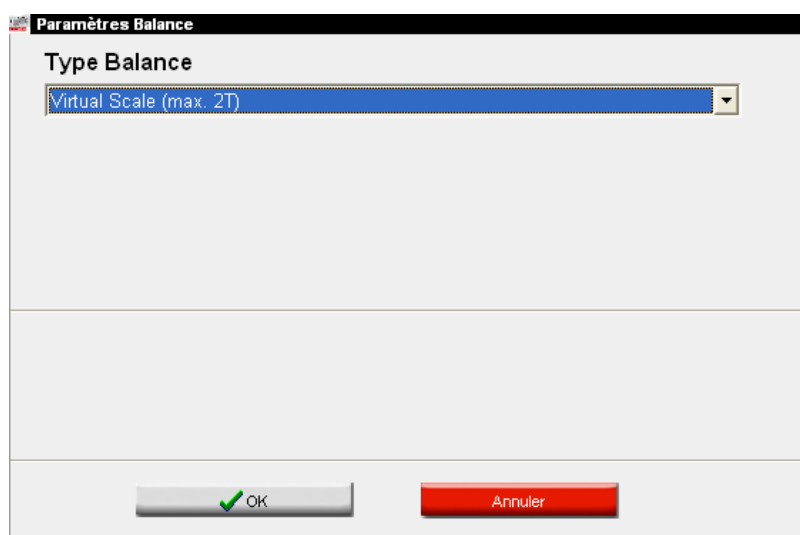 Paramètres Balance
Type Balance
Virtual Scale (max. 2T)
OK
Annuler